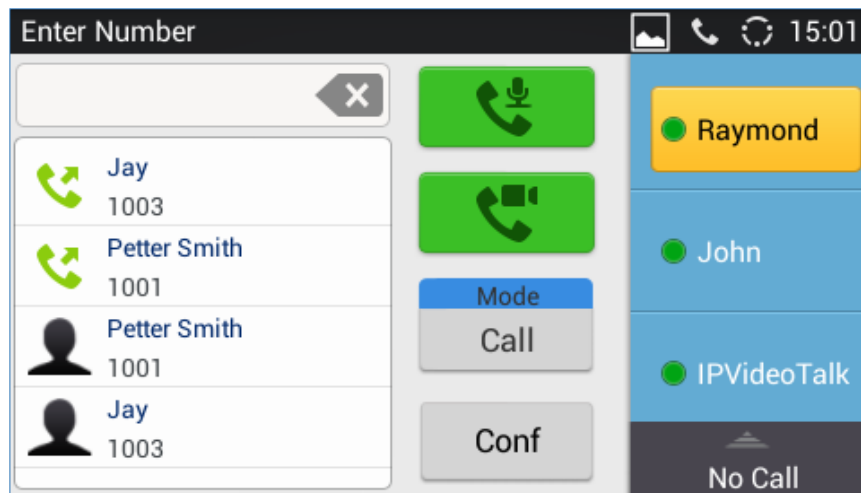 Enter Number
15:01
Jay
1003
Petter Smith
1001
Petter Smith
1001
Jay
1003
Mode
Call
Conf
Raymond
John
IPVideoTalk
No Call